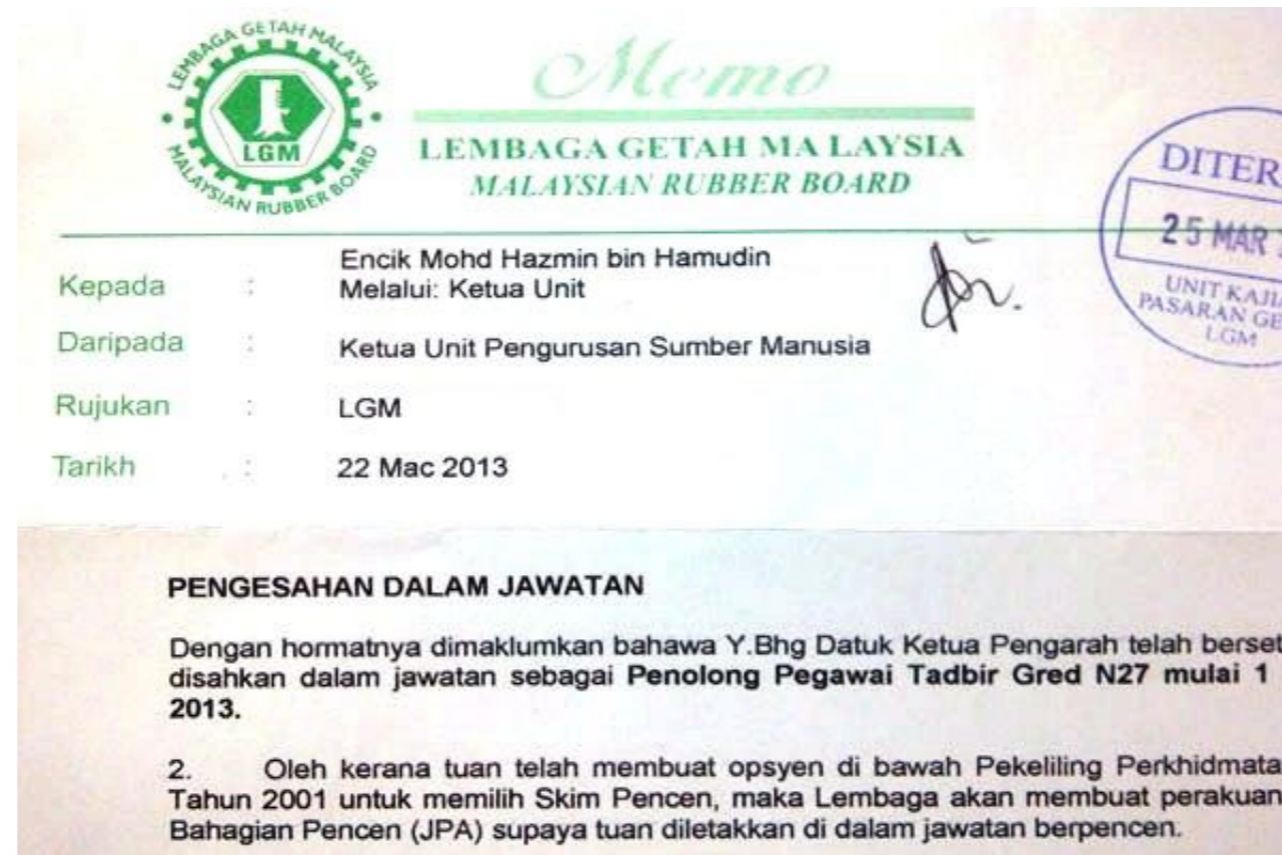 LEMBAGA GETAH MALAYSIA
LGM
MALAYSIAN RUBBER BOARD
Memo
LEMBAGA GETAH MA LAYSIA
MALAYSIAN RUBBER BOARD
DITER
25 MAR
UNIT KAJI
PASARAN GE
LGM
Kepada : Encik Mohd Hazmin bin Hamudin
Melalui: Ketua Unit
Daripada : Ketua Unit Pengurusan Sumber Manusia
Rujukan : LGM
Tarikh : 22 Mac 2013
PENGESAHAN DALAM JAWATAN
Dengan hormatnya dimaklumkan bahawa Y.Bhg Datuk Ketua Pengarah telah berset
disahkan dalam jawatan sebagai Penolong Pegawai Tadbir Gred N27 mulai 1
2013.
2. Oleh kerana tuan telah membuat opsyen di bawah Pekeliling Perkhidmata
Tahun 2001 untuk memilih Skim Pencen, maka Lembaga akan membuat perakuan
Bahagian Pencen (JPA) supaya tuan diletakkan di dalam jawatan berpencen.